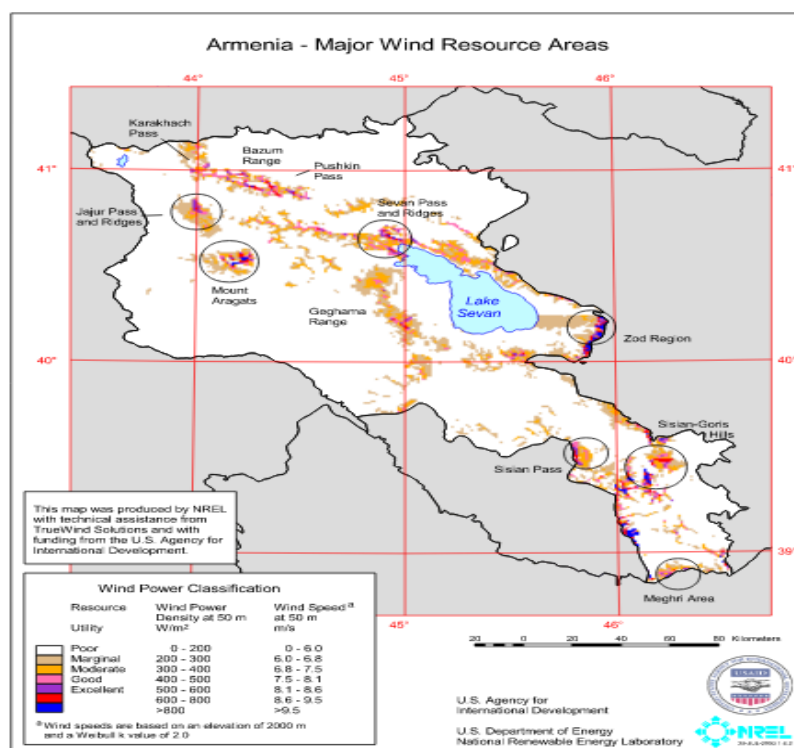 Armenia - Major Wind Resource Areas
44°
45°
46°
Karakhach
Pass
Bazum
Range
Pushkin
Pass
41°
41°
Jajur Pass
and Ridges
Sevan Pass
and Ridges
Mount
Aragats
Geghama
Range
Lake
Sevan
Zod Region
40°
40°
Sisian-Goris
Hills
Sisian Pass
39°
Meghri Area
45°
46°
This map was produced by NREL
with technical assistance from
TrueWind Solutions and with
funding from the U.S. Agency for
International Development.
Wind Power Classification
Resource Wind Power Wind Speed a
Density at 50 m at 50 m
Utility W/m² m/s
Poor 0 - 200 0 - 6.0
Marginal 200 - 300 6.0 - 6.8
Moderate 300 - 400 6.8 - 7.5
Good 400 - 500 7.5 - 8.1
Excellent 500 - 600 8.1 - 8.6
600 - 800 8.6 - 9.5
>800 >9.5
a Wind speeds are based on an elevation of 2000 m
and a Weibull k value of 2.0
20 0 20 40 60 80 Kilometers
U.S. Agency for
International Development
USAID
U.S. Department of Energy
National Renewable Energy Laboratory
NREL